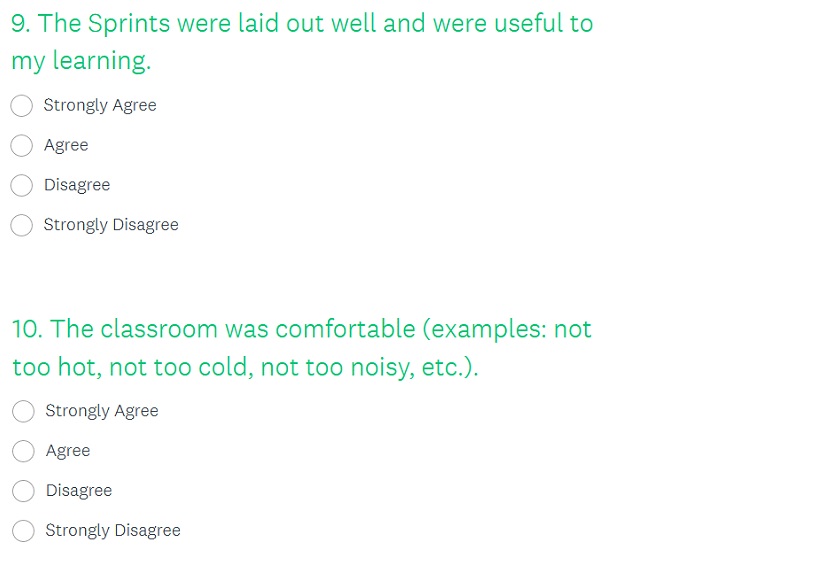 9. The Sprints were laid out well and were useful to
my learning.
Strongly Agree
Agree
Disagree
Strongly Disagree
10. The classroom was comfortable (examples: not
too hot, not too cold, not too noisy, etc.).
Strongly Agree
Agree
Disagree
Strongly Disagree